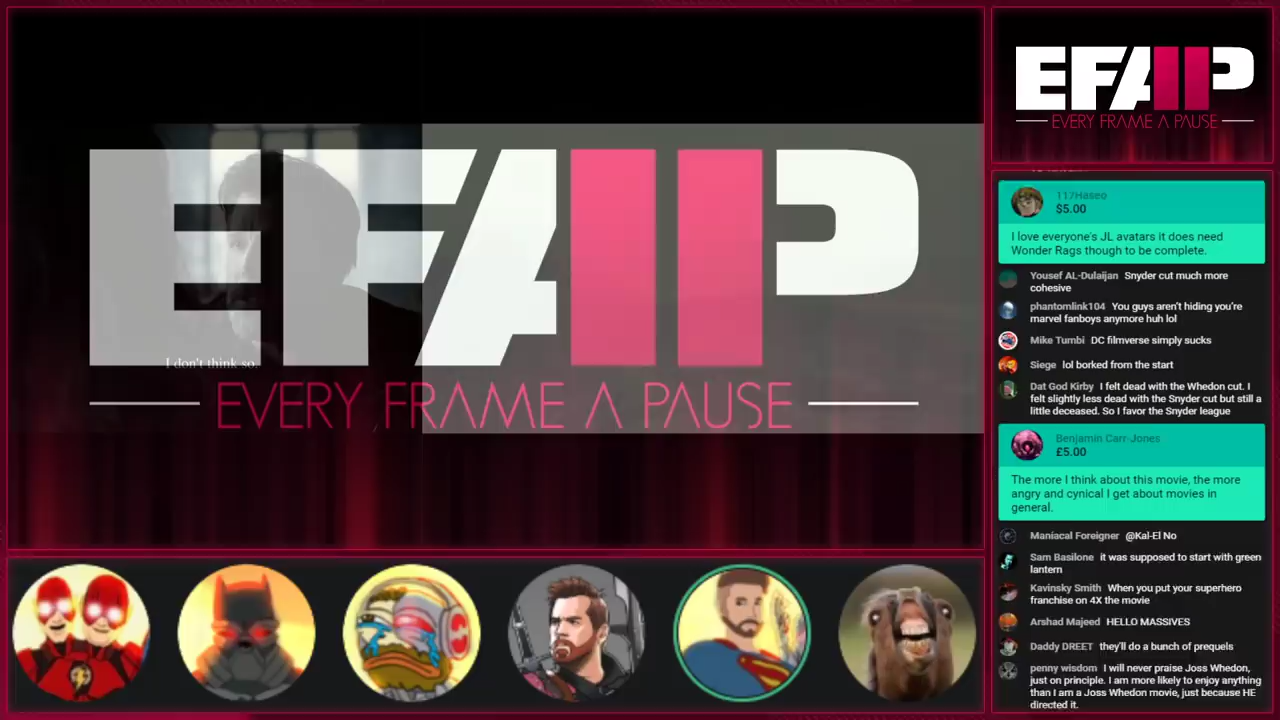 EFAP
EVERY FRAME A PAUSE
I don't think so.
EFAP
EVERY FRAME A PAUSE
117Haseo
$5.00
I love everyone's JL avatars it does need
Wonder Rags though to be complete.
Yousef AL-Dulaijan Snyder cut much more
cohesive
phantomlink104 You guys aren't hiding you're
marvel fanboys anymore huh lol
Mike Tumbi DC filmverse simply sucks
Siege lol borked from the start
Dat God Kirby I felt dead with the Whedon cut. I
felt slightly less dead with the Snyder cut but still a
little deceased. So I favor the Snyder league
Benjamin Carr-Jones
£5.00
The more I think about this movie, the more
angry and cynical I get about movies in
general.
Maniacal Foreigner @Kal-El No
Sam Basilone it was supposed to start with green
lantern
Kavinsky Smith When you put your superhero
franchise on 4X the movie
Arshad Majeed HELLO MASSIVES
Daddy DREET they'll do a bunch of prequels
penny wisdom I will never praise Joss Whedon,
just on principle. I am more likely to enjoy anything
than I am a Joss Whedon movie, just because HE
directed it.